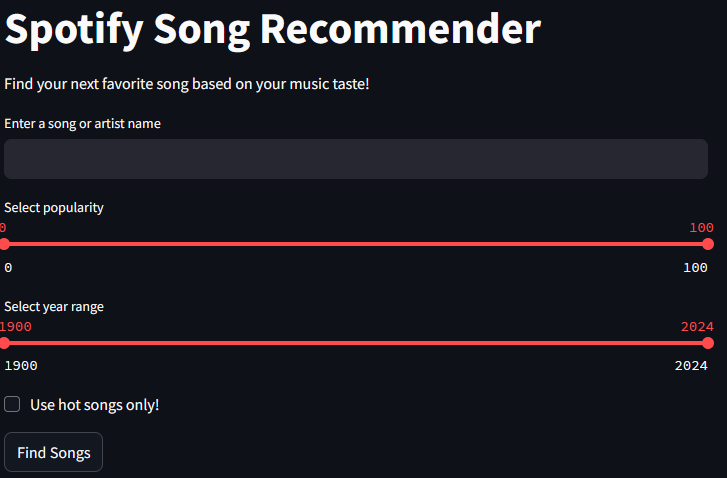 Spotify Song Recommender
Find your next favorite song based on your music taste!
Enter a song or artist name
Select popularity
0 100
0 100
Select year range
1900 2024
1900 2024
Use hot songs only!
Find Songs